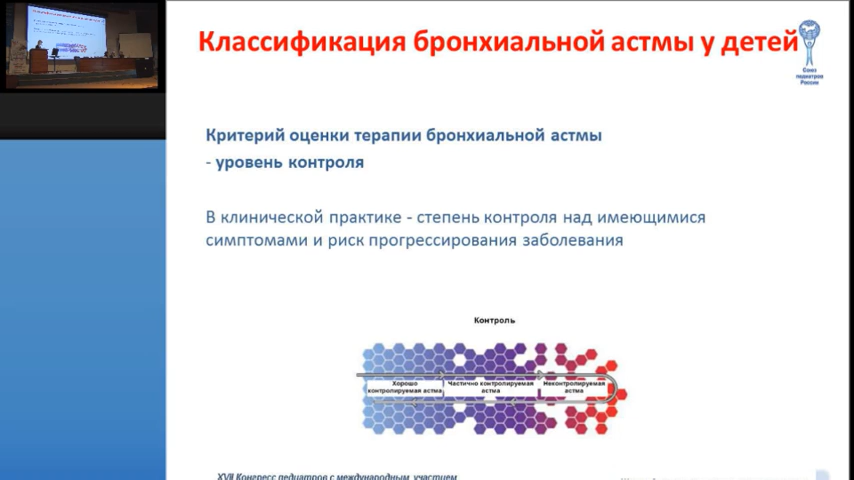 Классификация бронхиальной астмы у детей
Союз
педиатров
России
Критерий оценки терапии бронхиальной астмы
- уровень контроля
В клинической практике - степень контроля над имеющимися
симптомами и риск прогрессирования заболевания
Контроль
Хорошо
контролируемая астма
Частично контролируемая
астма
Неконтролируемая
астма
XVII Конгресс педиатров с международным участием